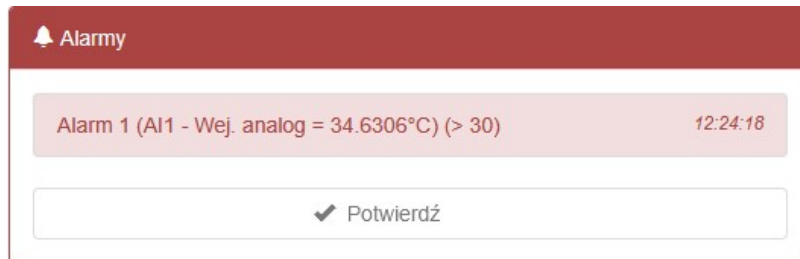 Alarmy
Alarm 1 (AI1 - Wej. analog = 34.6306°C) (> 30) 12:24:18
Potwierdź